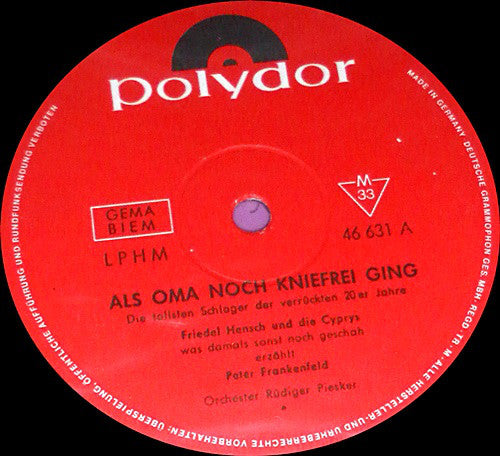 polydor
GEMA
BIEM
LPHM
M
33
46 631 A
ALS OMA NOCH KNIEFREI GING
Die tollsten Schlager der verrückten 20er Jahre
Friedel Hensch und die Cyprys
was damals sonst noch geschah
erzählt
Peter Frankenfeld
Orchester Rüdiger Piesker
MADE IN GERMANY. DEUTSCHE GRAMMOPHON GES MBH · REGD. TR. M · ALLE HERSTELLER- UND URHEBERRECHTE VORBEHALTEN: ÜBERSPIELUNG, ÖFFENTLICHE AUFFÜHRUNG UND RUNDFUNKSENDUNG VERBOTEN